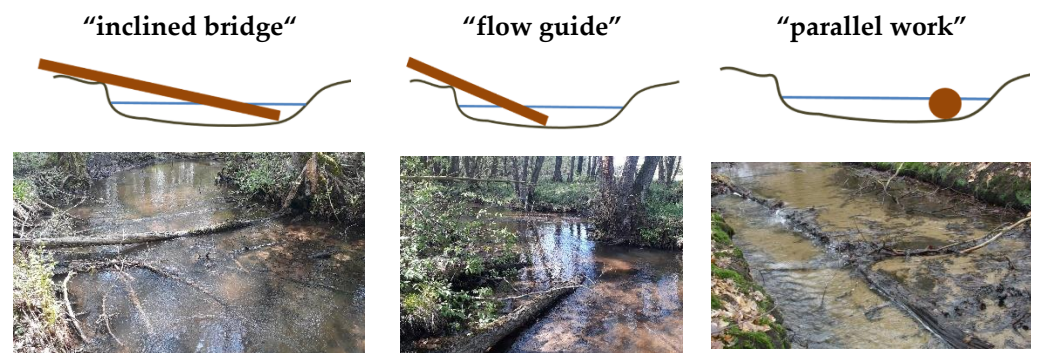 “inclined bridge“
“flow guide”
“parallel work”